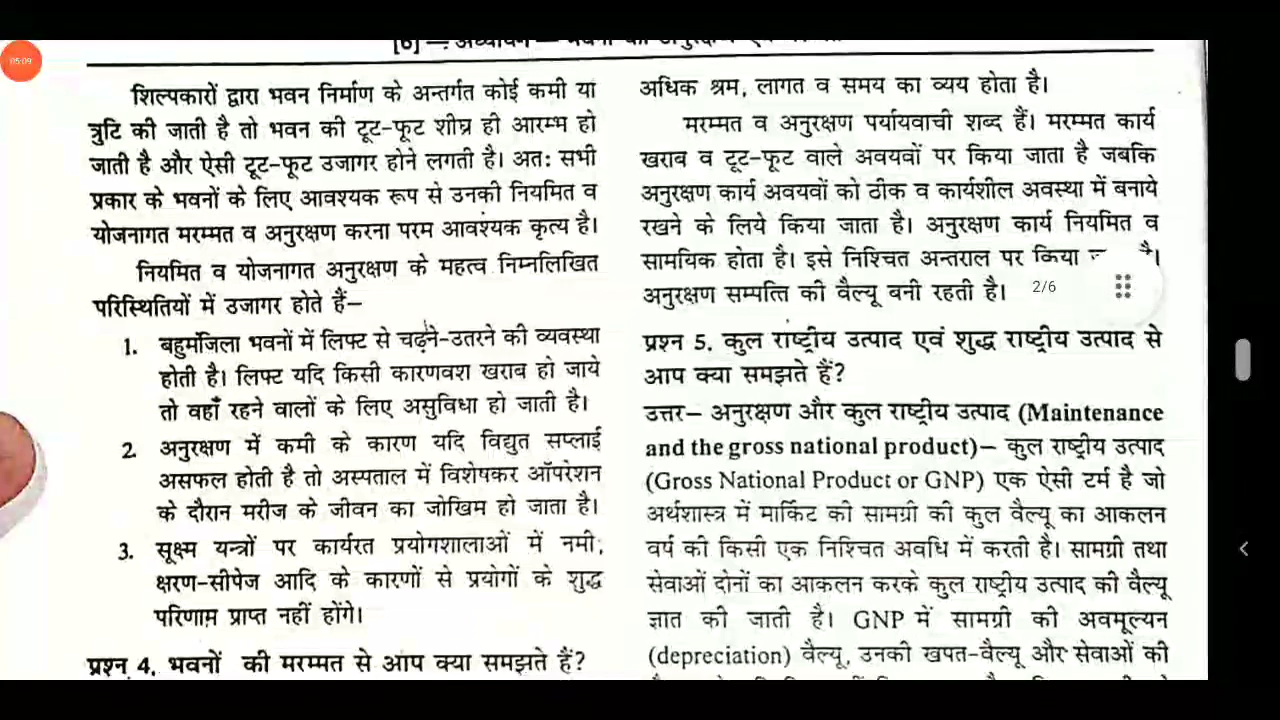 05:09
शिल्पकारों द्वारा भवन निर्माण के अन्तर्गत कोई कमी या
त्रुटि की जाती है तो भवन की टूट-फूट शीघ्र ही आरम्भ हो
जाती है और ऐसी टूट-फूट उजागर होने लगती है। अत: सभी
प्रकार के भवनों के लिए आवश्यक रूप से उनकी नियमित व
योजनागत मरम्मत व अनुरक्षण करना परम आवश्यक कृत्य है।
नियमित व योजनागत अनुरक्षण के महत्व निम्नलिखित
परिस्थितियों में उजागर होते हैं–
1. बहुमंजिला भवनों में लिफ्ट से चढ़ने-उतरने की व्यवस्था
होती है। लिफ्ट यदि किसी कारणवश खराब हो जाये
तो वहाँ रहने वालों के लिए असुविधा हो जाती है।
2. अनुरक्षण में कमी के कारण यदि विद्युत सप्लाई
असफल होती है तो अस्पताल में विशेषकर ऑपरेशन
के दौरान मरीज के जीवन का जोखिम हो जाता है।
3. सूक्ष्म यन्त्रों पर कार्यरत प्रयोगशालाओं में नमी,
क्षरण-सीपेज आदि के कारणों से प्रयोगों के शुद्ध
परिणाम प्राप्त नहीं होंगे।
प्रश्न 4. भवनों की मरम्मत से आप क्या समझते हैं?
अधिक श्रम, लागत व समय का व्यय होता है।
मरम्मत व अनुरक्षण पर्यायवाची शब्द हैं। मरम्मत कार्य
खराब व टूट-फूट वाले अवयवों पर किया जाता है जबकि
अनुरक्षण कार्य अवयवों को ठीक व कार्यशील अवस्था में बनाये
रखने के लिये किया जाता है। अनुरक्षण कार्य नियमित व
सामयिक होता है। इसे निश्चित अन्तराल पर किया है।
अनुरक्षण सम्पत्ति की वैल्यू बनी रहती है।
2/6
प्रश्न 5. कुल राष्ट्रीय उत्पाद एवं शुद्ध राष्ट्रीय उत्पाद से
आप क्या समझते हैं?
उत्तर– अनुरक्षण और कुल राष्ट्रीय उत्पाद (Maintenance
and the gross national product)– कुल राष्ट्रीय उत्पाद
(Gross National Product or GNP) एक ऐसी टर्म है जो
अर्थशास्त्र में मार्किट की सामग्री की कुल वैल्यू का आकलन
वर्ष की किसी एक निश्चित अवधि में करती है। सामग्री तथा
सेवाओं दोनों का आकलन करके कुल राष्ट्रीय उत्पाद की वैल्यू
ज्ञात की जाती है। GNP में सामग्री की अवमूल्यन
(depreciation) वैल्यू, उनकी खपत-वैल्यू और सेवाओं की